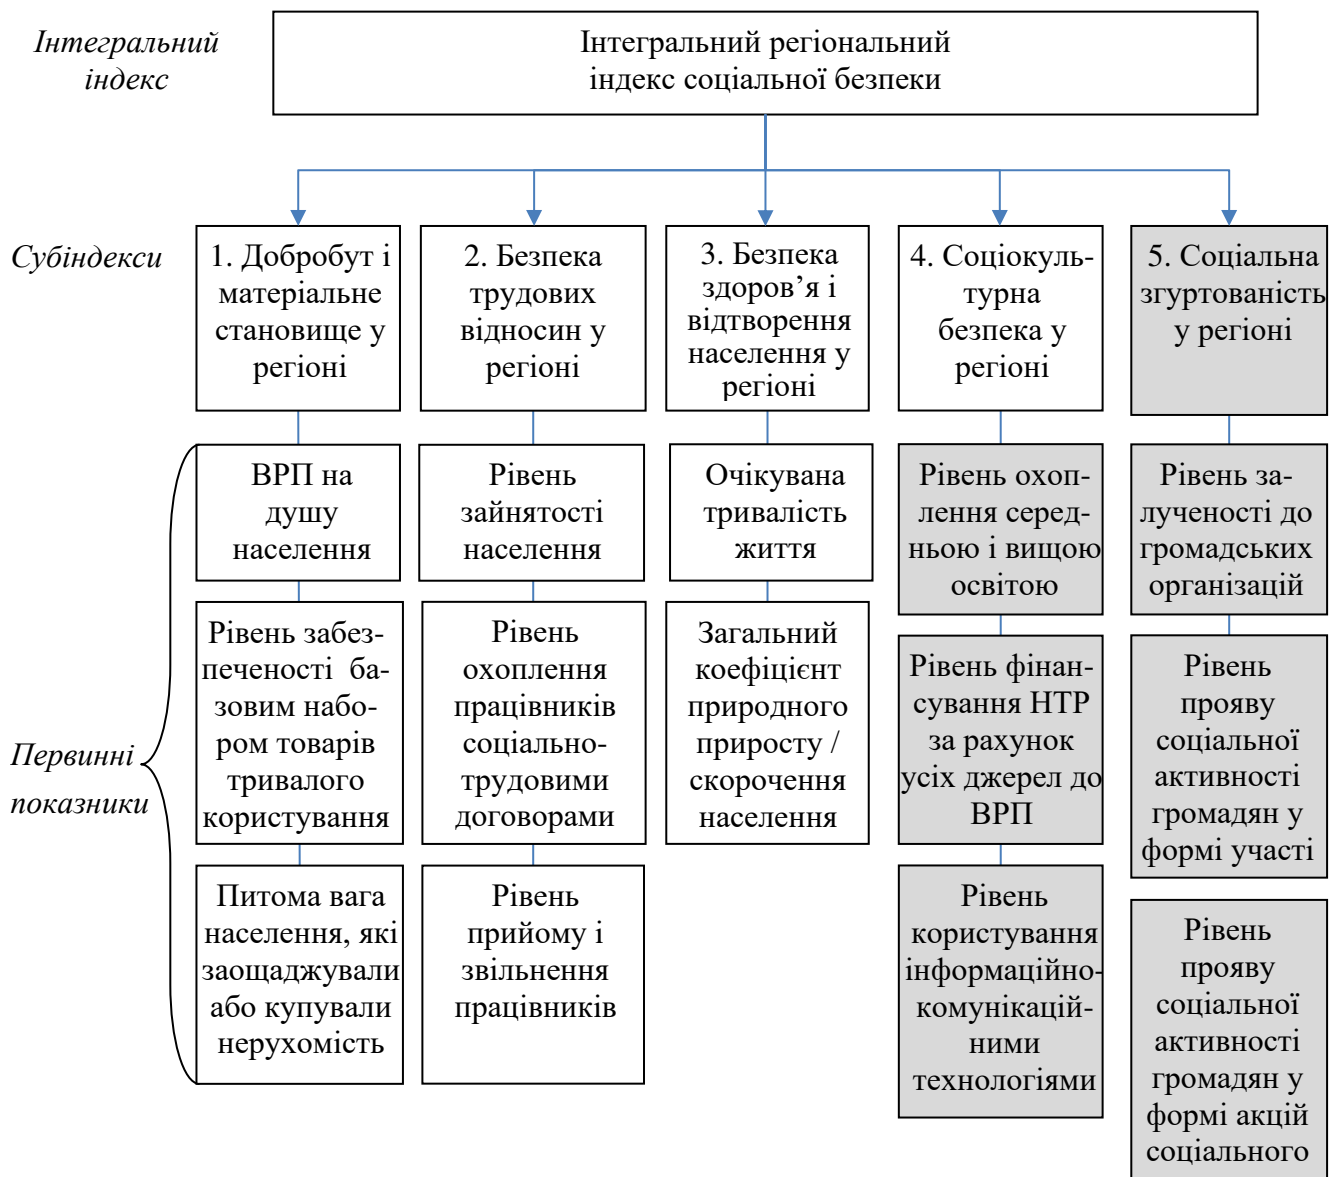 Інтегральний
індекс
Інтегральний регіональний
індекс соціальної безпеки
Субіндекси
1. Добробут і
матеріальне
становище у
регіоні
2. Безпека
трудових
відносин у
регіоні
3. Безпека
здоров’я і
відтворення
населення у
регіоні
4. Соціокуль-
турна
безпека у
регіоні
5. Соціальна
згуртованість
у регіоні
Первинні
показники
ВРП на
душу
населення
Рівень забез-
печеності ба-
зовим набо-
ром товарів
тривалого
користування
Питома вага
населення, які
заощаджували
або купували
нерухомість
Рівень
зайнятості
населення
Рівень
охоплення
працівників
соціально-
трудовими
договорами
Рівень
прийому і
звільнення
працівників
Очікувана
тривалість
життя
Загальний
коефіцієнт
природного
приросту /
скорочення
населення
Рівень охоп-
лення серед-
ньою і вищою
освітою
Рівень фінан-
сування НТР
за рахунок
усіх джерел до
ВРП
Рівень
користування
інформаційно-
комунікацій-
ними
технологіями
Рівень за-
лученості до
громадських
організацій
Рівень
прояву
соціальної
активності
громадян у
формі участі
Рівень
прояву
соціальної
активності
громадян у
формі акцій
соціального